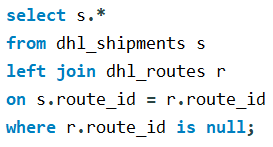 select s.*
from dhl_shipments s
left join dhl_routes r
on s.route_id = r.route_id
where r.route_id is null;